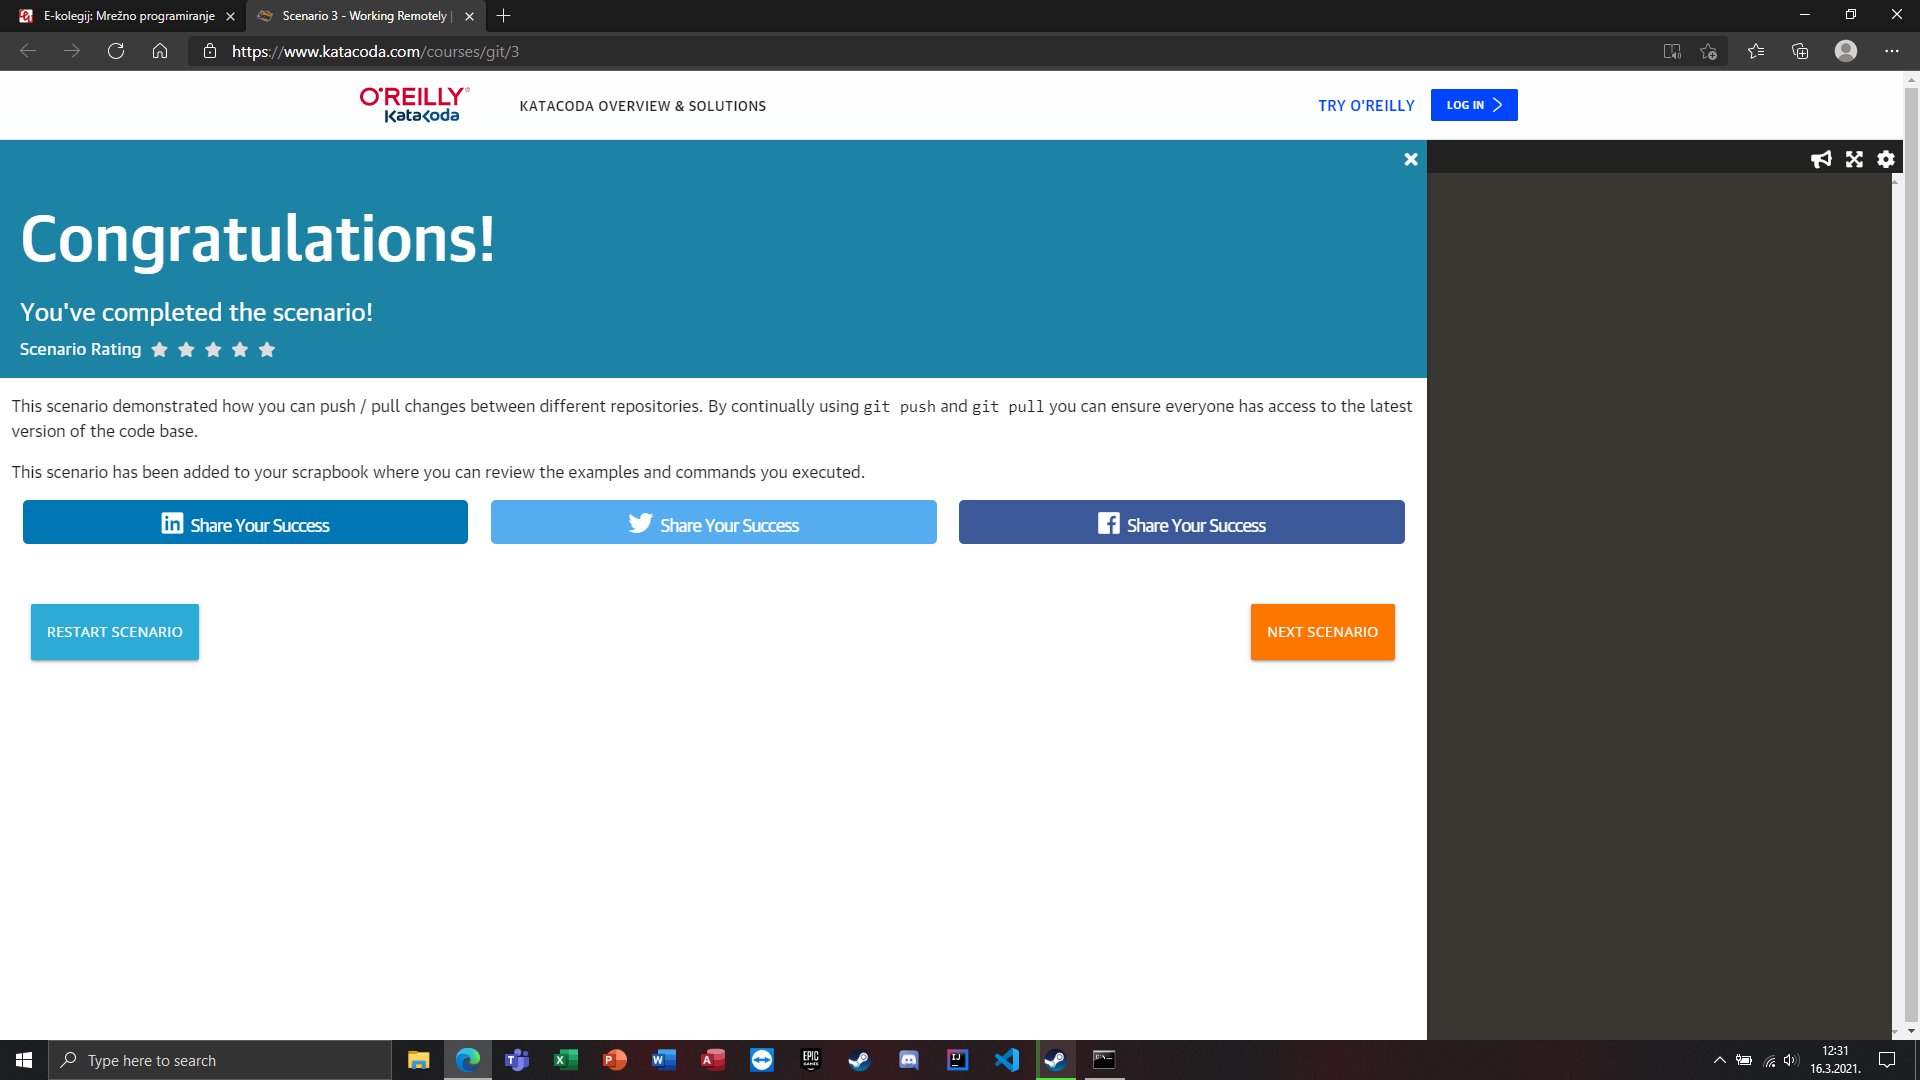 E-kolegij: Mrežno programiranje
Scenario 3 - Working Remotely |
https://www.katacoda.com/courses/git/3
O'REILLY®
KataKoda
KATACODA OVERVIEW & SOLUTIONS
TRY O'REILLY
LOG IN
Congratulations!
You've completed the scenario!
Scenario Rating
This scenario demonstrated how you can push / pull changes between different repositories. By continually using git push and git pull you can ensure everyone has access to the latest
version of the code base.
This scenario has been added to your scrapbook where you can review the examples and commands you executed.
in Share Your Success
Share Your Success
Share Your Success
RESTART SCENARIO
NEXT SCENARIO
Type here to search
EPIC
GAMES
12:31
16.3.2021.